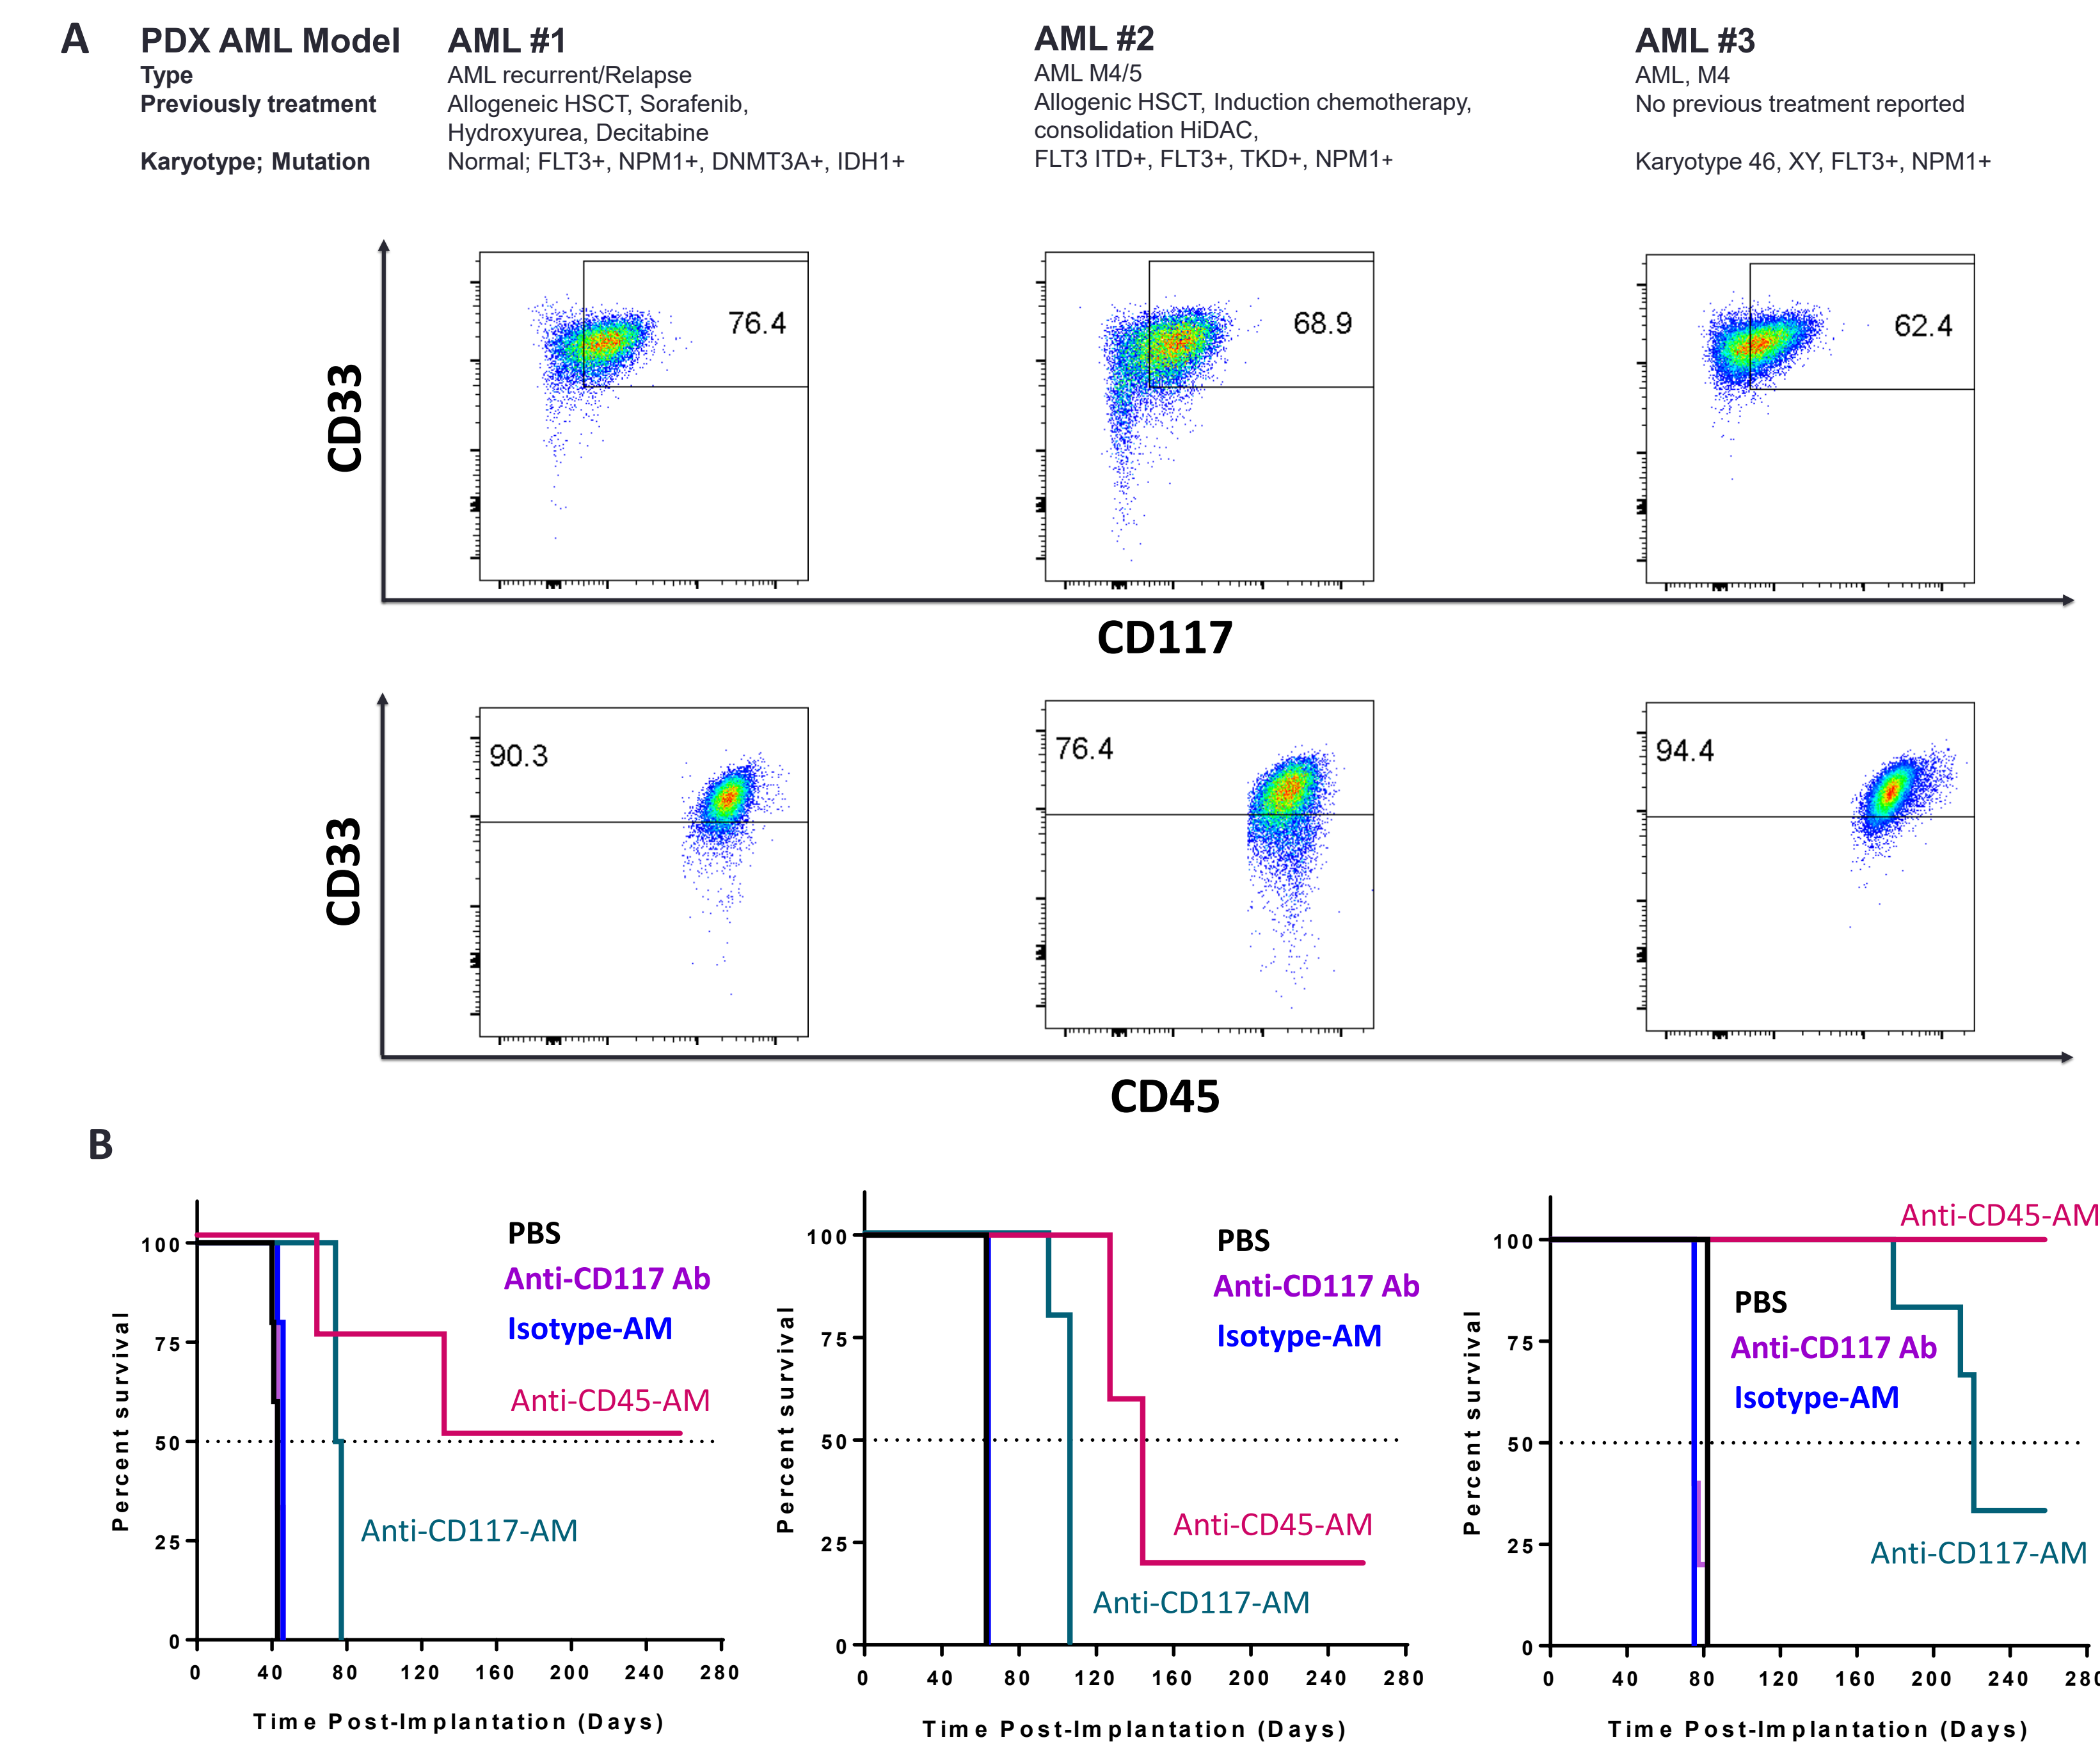 A
PDX AML Model
AML #1
AML #2
AML #3
Type
AML recurrent/Relapse
AML M4/5
AML, M4
Previously treatment
Allogeneic HSCT, Sorafenib,
Hydroxyurea, Decitabine
Allogenic HSCT, Induction chemotherapy,
consolidation HiDAC,
No previous treatment reported
Karyotype; Mutation
Normal; FLT3+, NPM1+, DNMT3A+, IDH1+
FLT3 ITD+, FLT3+, TKD+, NPM1+
Karyotype 46, XY, FLT3+, NPM1+
CD33
76.4
68.9
62.4
CD117
CD33
90.3
76.4
94.4
CD45
B
Percent survival
100
75
50
25
0
PBS
Anti-CD117 Ab
Isotype-AM
Anti-CD45-AM
Anti-CD117-AM
0 40 80 120 160 200 240 280
Time Post-Implantation (Days)
Percent survival
100
75
50
25
0
PBS
Anti-CD117 Ab
Isotype-AM
Anti-CD45-AM
Anti-CD117-AM
0 40 80 120 160 200 240 280
Time Post-Implantation (Days)
Percent survival
100
75
50
25
0
Anti-CD45-AM
PBS
Anti-CD117 Ab
Isotype-AM
Anti-CD117-AM
0 40 80 120 160 200 240 280
Time Post-Implantation (Days)